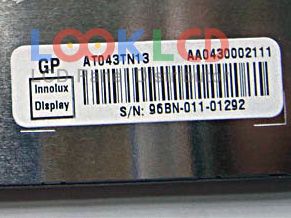 LOOKLCD
GP AT043TN13 AA0430002111
Innolux
Display
S/N: 96BN-011-01292